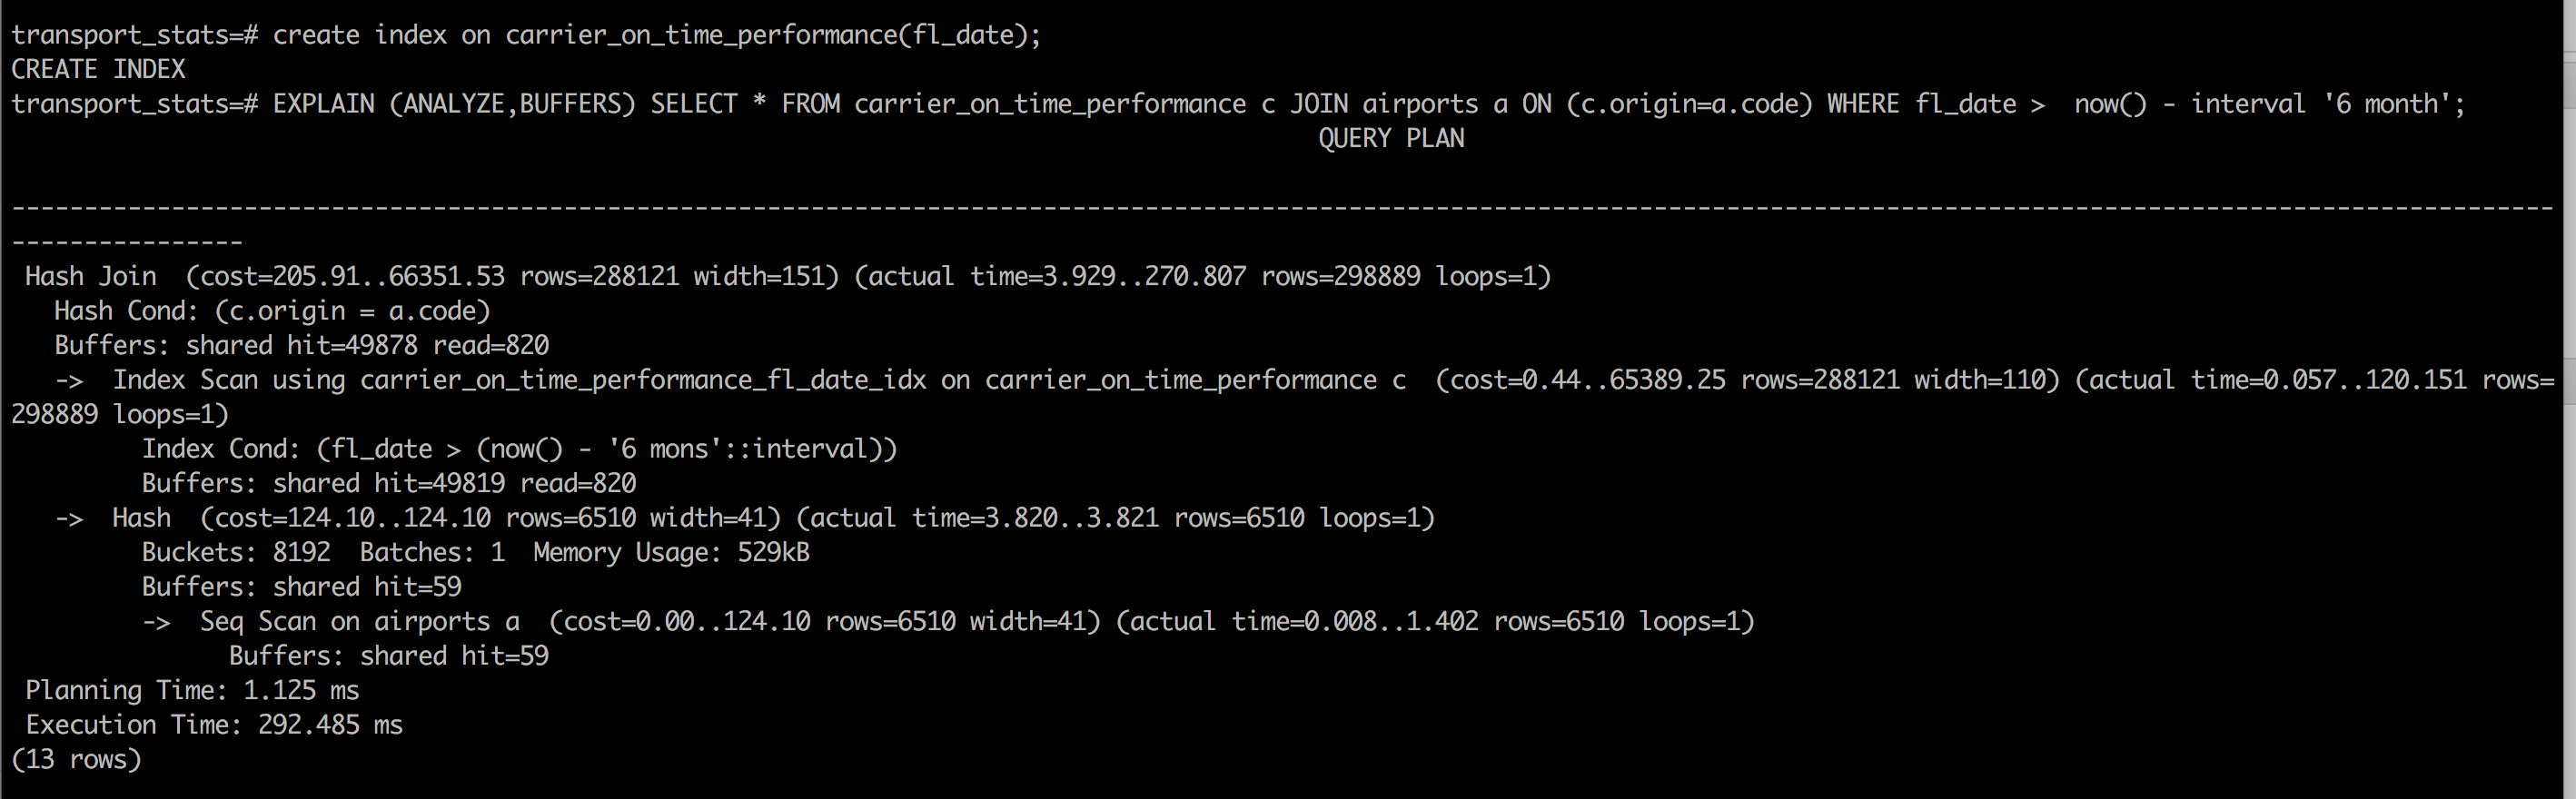 transport_stats=# create index on carrier_on_time_performance(fl_date);
CREATE INDEX
transport_stats=# EXPLAIN (ANALYZE,BUFFERS) SELECT * FROM carrier_on_time_performance c JOIN airports a ON (c.origin=a.code) WHERE fl_date >  now() - interval '6 month';
QUERY PLAN
-------------------------------------------------------------------------------------------------------------------------------------------------------------------------------
----------------
Hash Join  (cost=205.91..66351.53 rows=288121 width=151) (actual time=3.929..270.807 rows=298889 loops=1)
Hash Cond: (c.origin = a.code)
Buffers: shared hit=49878 read=820
->  Index Scan using carrier_on_time_performance_fl_date_idx on carrier_on_time_performance c  (cost=0.44..65389.25 rows=288121 width=110) (actual time=0.057..120.151 rows=
298889 loops=1)
Index Cond: (fl_date > (now() - '6 mons'::interval))
Buffers: shared hit=49819 read=820
->  Hash  (cost=124.10..124.10 rows=6510 width=41) (actual time=3.820..3.821 rows=6510 loops=1)
Buckets: 8192  Batches: 1  Memory Usage: 529kB
Buffers: shared hit=59
->  Seq Scan on airports a  (cost=0.00..124.10 rows=6510 width=41) (actual time=0.008..1.402 rows=6510 loops=1)
Buffers: shared hit=59
Planning Time: 1.125 ms
Execution Time: 292.485 ms
(13 rows)